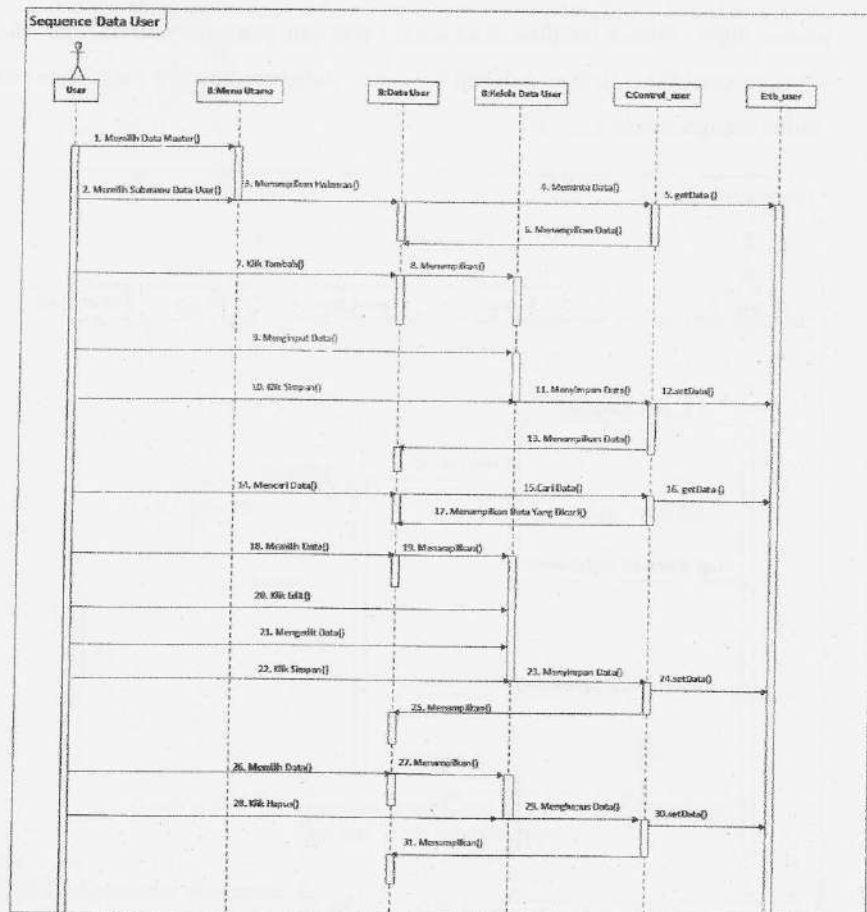 Sequence Data User
User
B:Menu Utama
B:Data User
B:Kelola Data User
C:Control_user
E:tb_user
1. Memilih Data Master()
2. Memilih Submenu Data User()
3. Menampilkan Halaman()
4. Meminta Data()
5. getData ()
6. Menampilkan Data()
7. Klik Tambah()
8. Menampilkan()
9. Menginput Data()
10. Klik Simpan()
11. Menyimpan Data()
12.setData()
13. Menampilkan Data()
14. Mencari Data()
15.Cari Data()
16. getData ()
17. Menampilkan Data Yang Dicari()
18. Memilih Data()
19. Menampilkan()
20. Klik Edit()
21. Mengedit Data()
22. Klik Simpan()
23. Menyimpan Data()
24.setData()
25. Menampilkan()
26. Memilih Data()
27. Menampilkan()
28. Klik Hapus()
29. Menghapus Data()
30.setData()
31. Menampilkan()